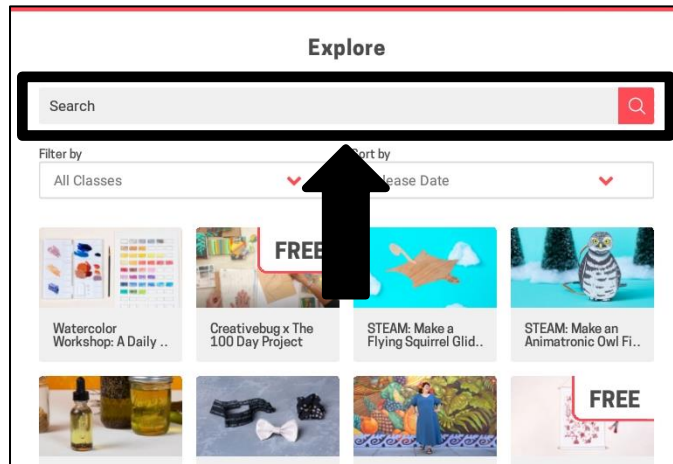 Explore
Search
Filter by
Sort by
All Classes
lease Date
FREE
Watercolor
Workshop: A Daily ..
Creativebug x The
100 Day Project
STEAM: Make a
Flying Squirrel Glid..
STEAM: Make an
Animatronic Owl Fi..
FREE